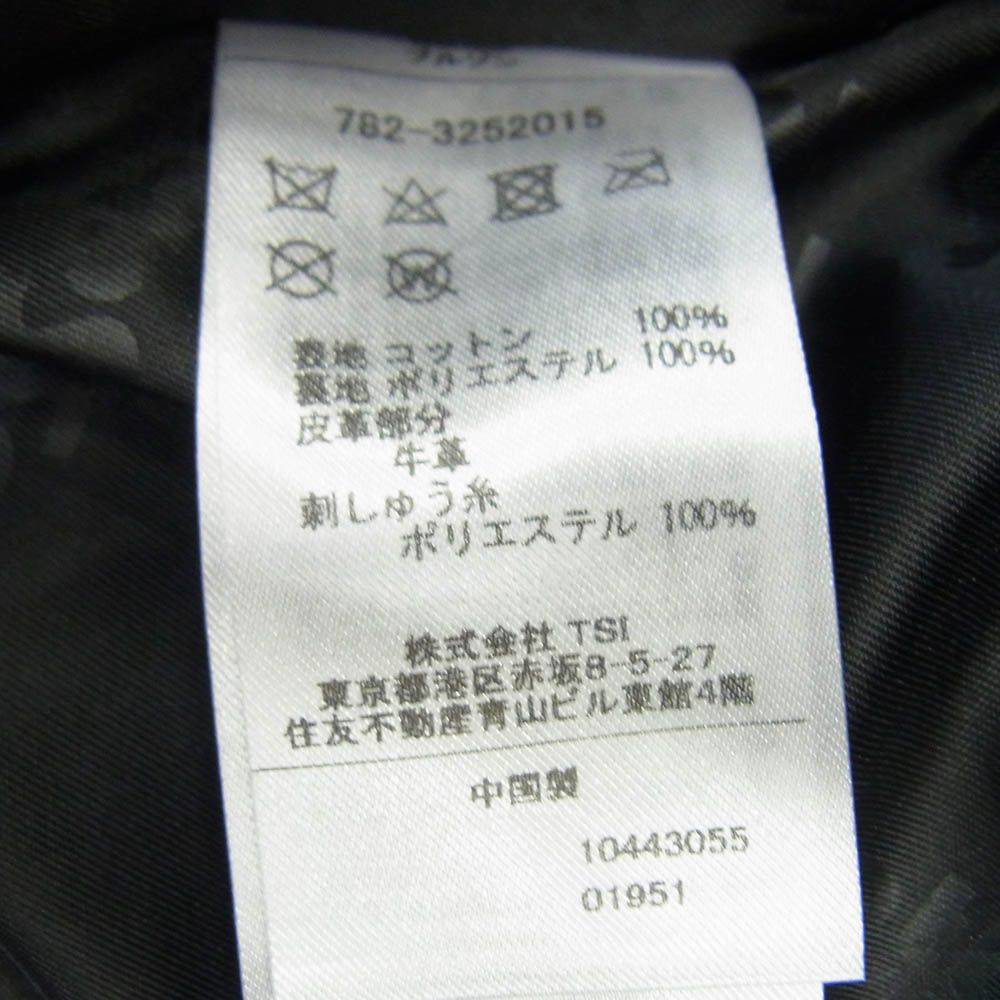 782-3252015
表地 コットン 100%
裏地 ポリエステル 100%
皮革部分
牛革
刺しゅう糸
ポリエステル 100%
株式会社 TSI
東京都港区赤坂8-5-27
住友不動産青山ビル東館4階
中国製
10443055
01951